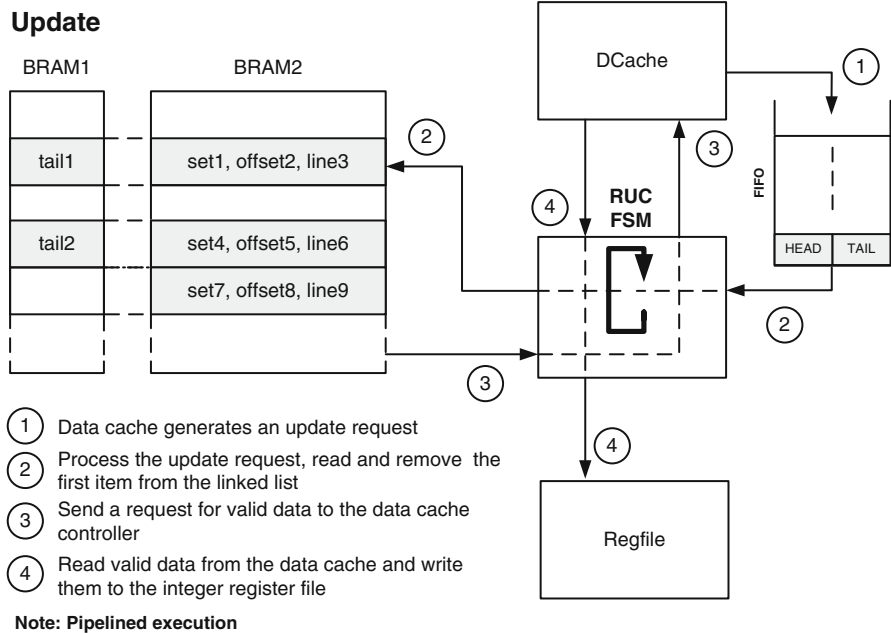 Update
BRAM1
BRAM2
DCache
1
tail1
set1, offset2, line3
2
3
FIFO
4
RUC
FSM
tail2
set4, offset5, line6
HEAD
TAIL
set7, offset8, line9
2
3
1 Data cache generates an update request
4
2 Process the update request, read and remove the
first item from the linked list
3 Send a request for valid data to the data cache
controller
Regfile
4 Read valid data from the data cache and write
them to the integer register file
Note: Pipelined execution